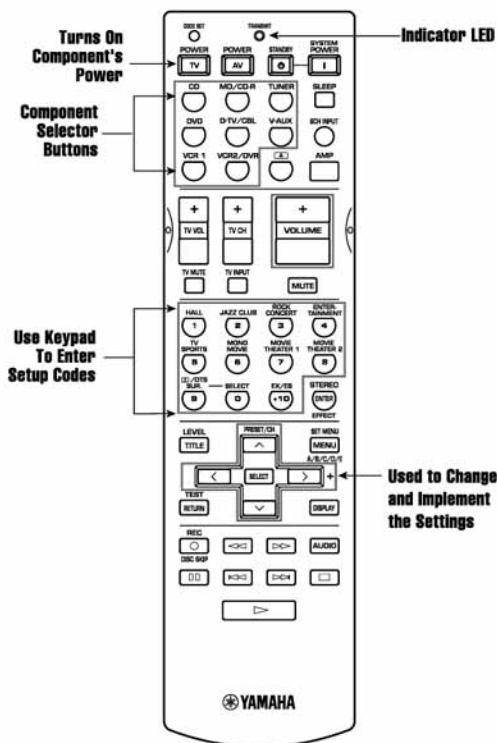 CODE SET TRANSMIT
Turns On
Component's
Power
Indicator LED
POWER POWER STANDBY SYSTEM
POWER
TV AV I
Component
Selector
Buttons
CD MD/CD-R TUNER SLEEP
DVD D-TV/CBL V-AUX 6CH INPUT
VCR 1 VCR2/DVR A AMP
+ + +
TV VOL TV CH VOLUME
TV MUTE TV INPUT MUTE
Use Keypad
To Enter
Setup Codes
HALL JAZZ CLUB ROCK
CONCERT ENTER-
TAINMENT
1 2 3 4
TV
SPORTS MONO
MOVIE MOVIE
THEATER 1 MOVIE
THEATER 2
5 6 7 8
/DTS
SUR. SELECT EX/ES STEREO
9 0 +10 ENTER
EFFECT
LEVEL PRESET/CH SET MENU
TITLE MENU
A/B/C/D/E
SELECT +
Used to Change
and Implement
the Settings
TEST
RETURN DISPLAY
REC
AUDIO
DISC SKIP
YAMAHA